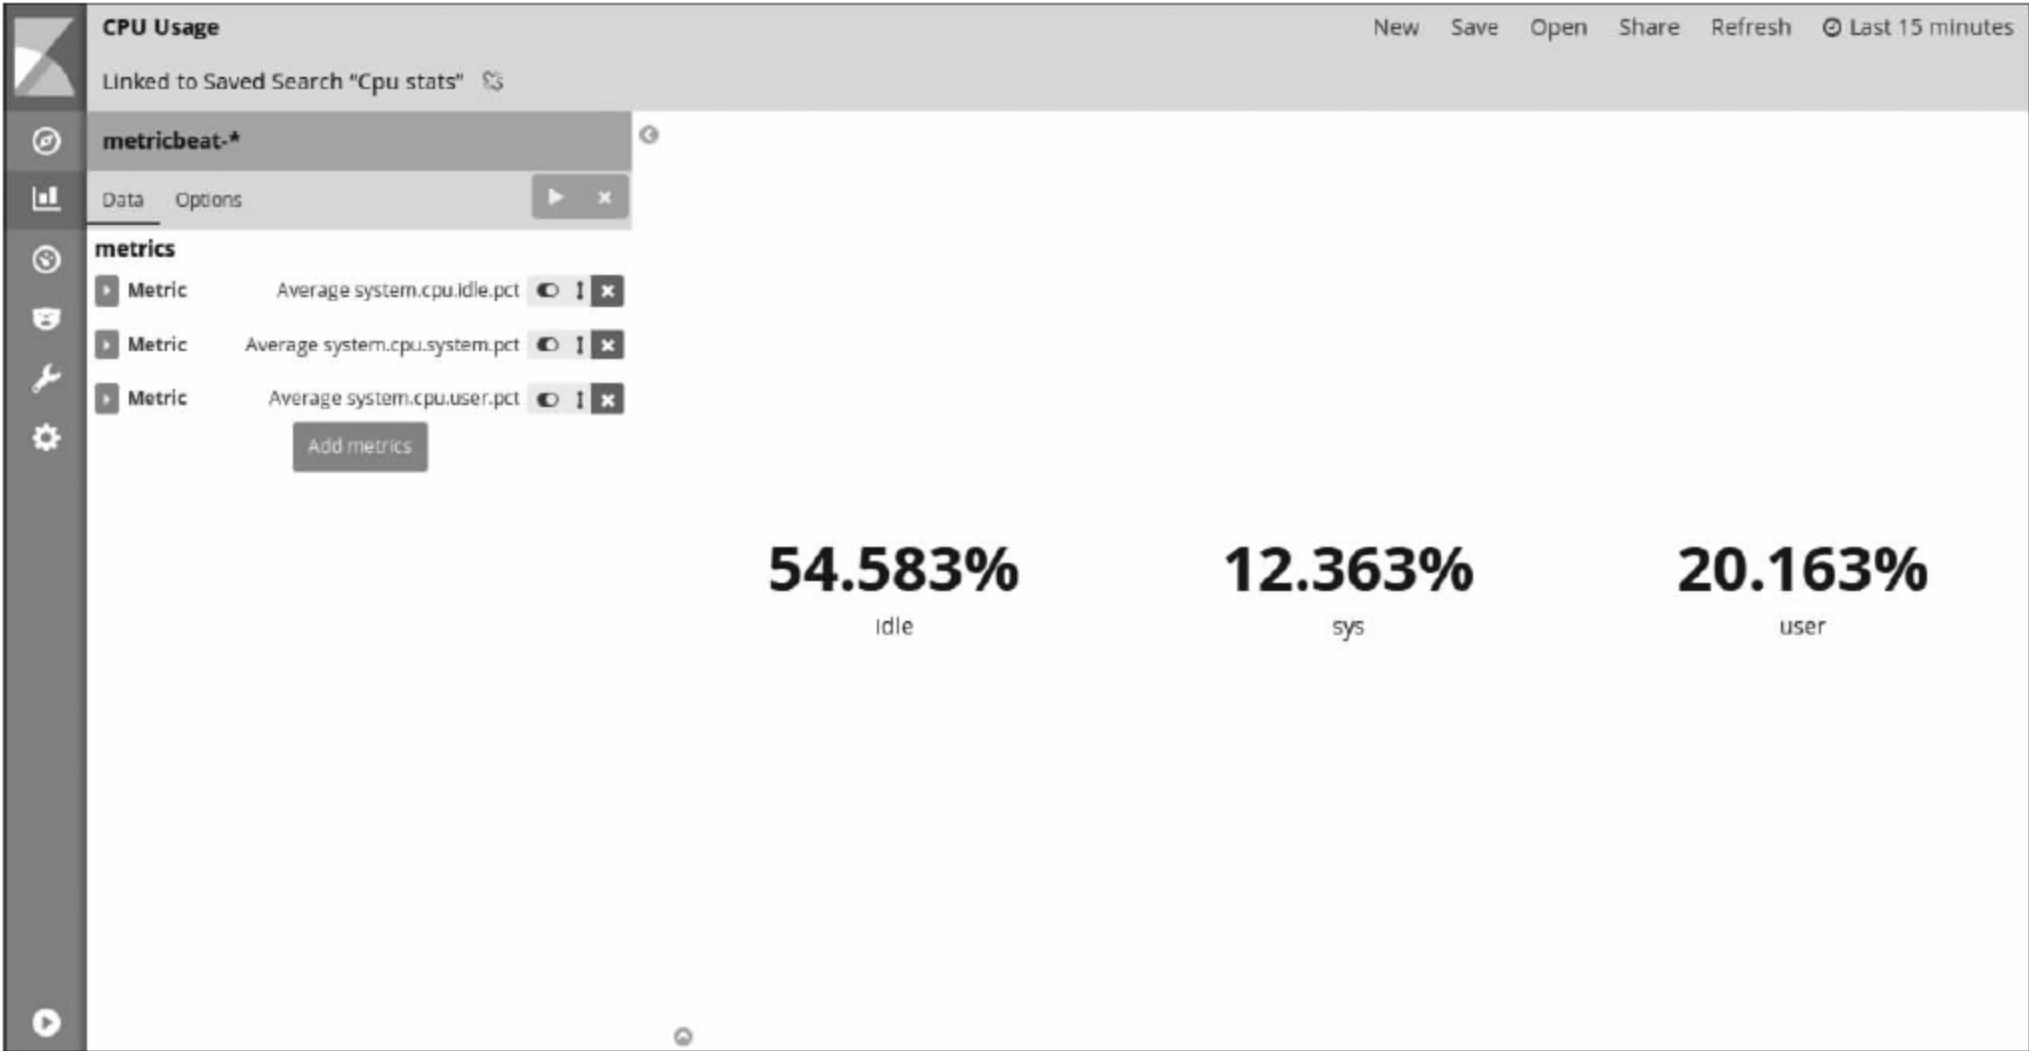 CPU Usage
New Save Open Share Refresh Last 15 minutes
Linked to Saved Search "Cpu stats"
metricbeat-*
Data Options
metrics
Metric Average system.cpu.idle.pct
Metric Average system.cpu.system.pct
Metric Average system.cpu.user.pct
Add metrics
54.583% 12.363% 20.163%
idle sys user